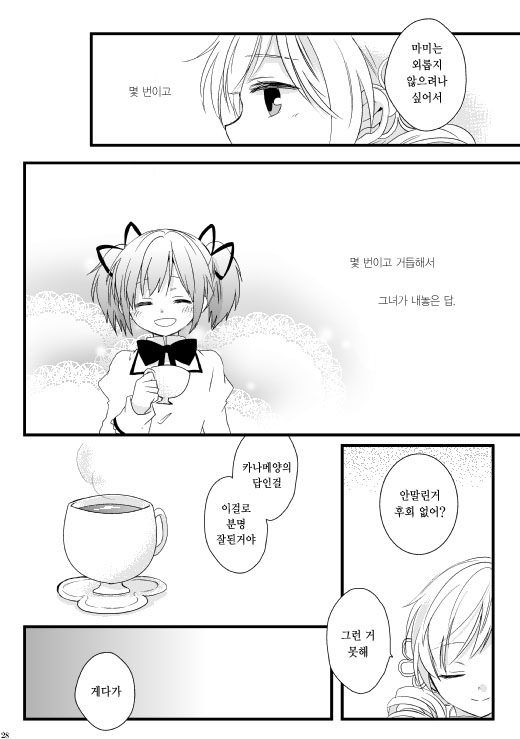 마미는
외롭지
않으려나
싶어서
몇 번이고
몇 번이고 거듭해서
그녀가 내놓은 답.
안말린거
후회 없어?
그런 거
못해
카나메양의
답인걸
이걸로
분명
잘된거야
게다가
28